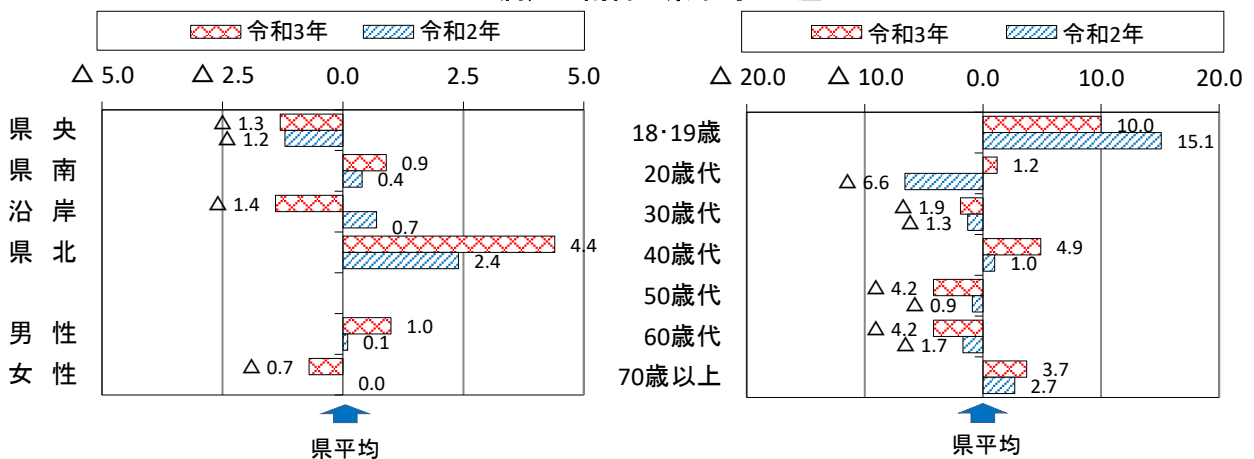 令和3年 令和2年
△ 5.0 △ 2.5 0.0 2.5 5.0
県 央 △ 1.3
△ 1.2
県 南 0.9
0.4
沿 岸 △ 1.4
0.7
県 北 4.4
2.4
男 性 1.0
0.1
女 性 △ 0.7
0.0
県平均
令和3年 令和2年
△ 20.0 △ 10.0 0.0 10.0 20.0
18･19歳 10.0
15.1
20歳代 1.2
△ 6.6
30歳代 △ 1.9
△ 1.3
40歳代 4.9
1.0
50歳代 △ 4.2
△ 0.9
60歳代 △ 4.2
△ 1.7
70歳以上 3.7
2.7
県平均